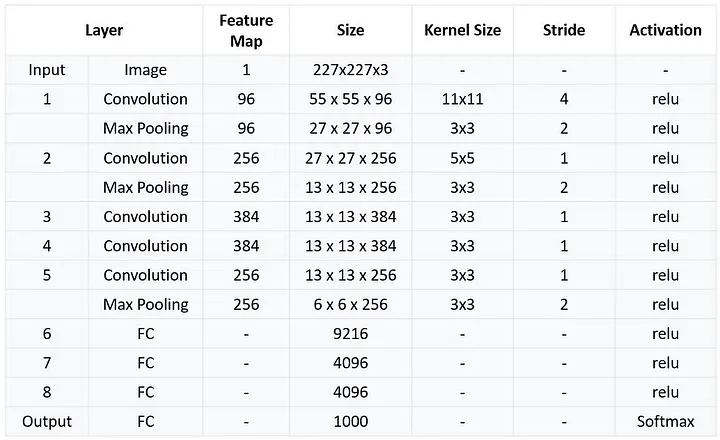 Layer Feature Map Size Kernel Size Stride Activation
Input Image 1 227x227x3 - - -
1 Convolution 96 55 x 55 x 96 11x11 4 relu
Max Pooling 96 27 x 27 x 96 3x3 2 relu
2 Convolution 256 27 x 27 x 256 5x5 1 relu
Max Pooling 256 13 x 13 x 256 3x3 2 relu
3 Convolution 384 13 x 13 x 384 3x3 1 relu
4 Convolution 384 13 x 13 x 384 3x3 1 relu
5 Convolution 256 13 x 13 x 256 3x3 1 relu
Max Pooling 256 6 x 6 x 256 3x3 2 relu
6 FC - 9216 - - relu
7 FC - 4096 - - relu
8 FC - 4096 - - relu
Output FC - 1000 - - Softmax